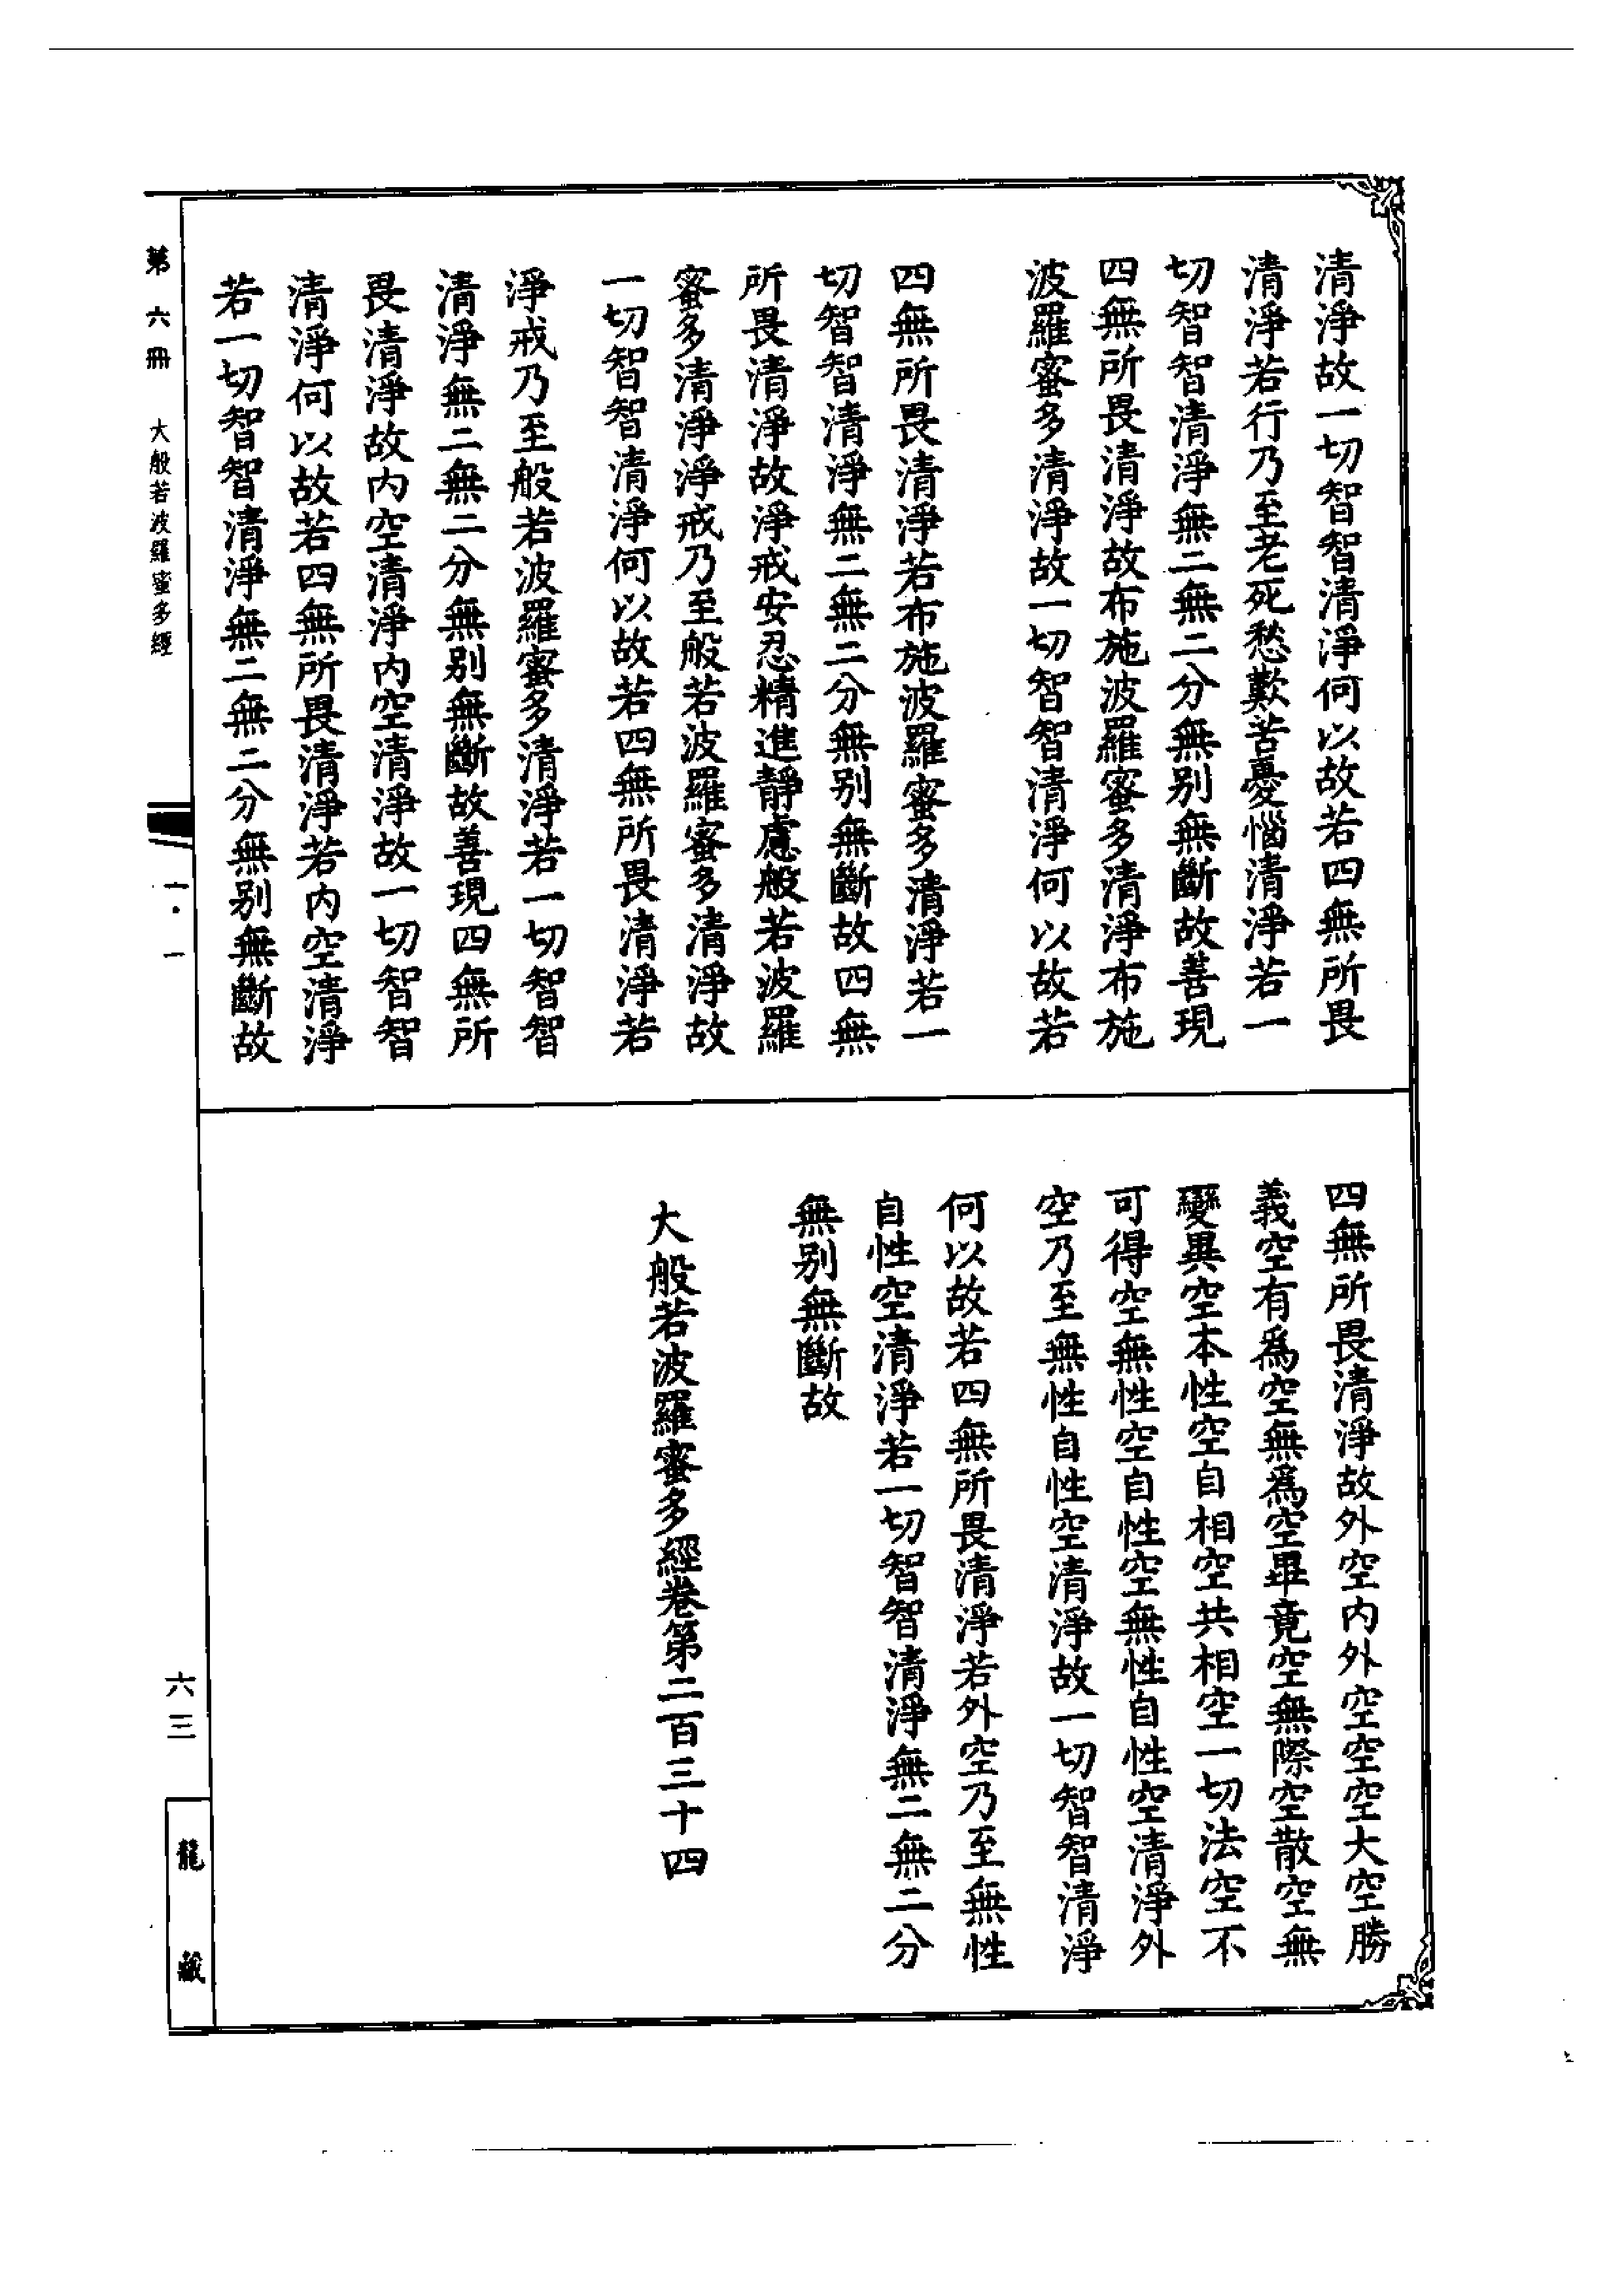 清淨故一切智智清淨何以故若四無所畏
清淨若行乃至老死愁歎苦憂惱清淨若一
切智智清淨無二無二分無别無斷故善現
四無所畏清淨故布施波羅蜜多清淨布施
波羅蜜多清淨故一切智智清淨何以故若
四無所畏清淨若布施波羅蜜多清淨若一
切智智清淨無二無二分無别無斷故四無
所畏清淨故淨戒安忍精進靜慮般若波羅
蜜多清淨淨戒乃至般若波羅蜜多清淨故
一切智智清淨何以故若四無所畏清淨若
淨戒乃至般若波羅蜜多清淨若一切智智
清淨無二無二分無别無斷故善現四無所
畏清淨故内空清淨内空清淨故一切智智
清淨何以故若四無所畏清淨若内空清淨
若一切智智清淨無二無二分無别無斷故
四無所畏清淨故外空内外空空空大空勝
義空有爲空無爲空畢竟空無際空散空無
變異空本性空自相空共相空一切法空不
可得空無性空自性空無性自性空清淨外
空乃至無性自性空清淨故一切智智清淨
何以故若四無所畏清淨若外空乃至無性
自性空清淨若一切智智清淨無二無二分
無别無斷故
大般若波羅蜜多經卷第二百三十四
第六冊 大般若波羅蜜多經
一·一
六三
龍藏